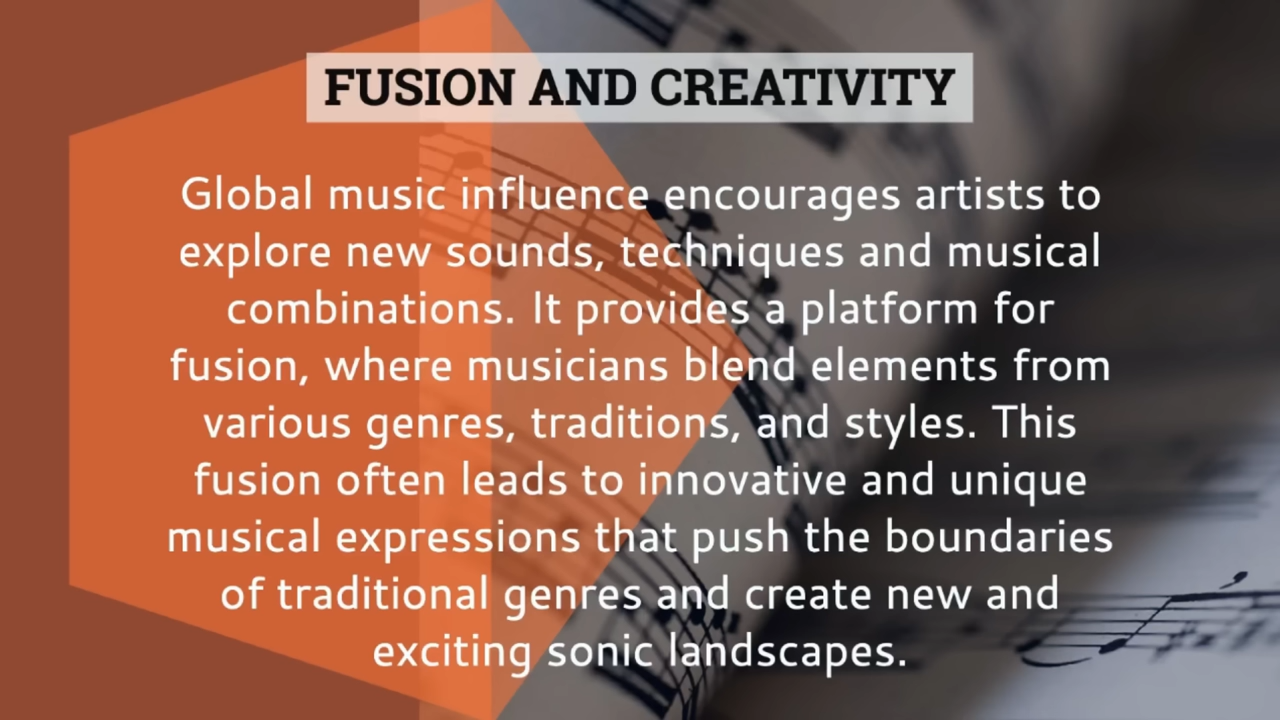 FUSION AND CREATIVITY
Global music influence encourages artists to
explore new sounds, techniques and musical
combinations. It provides a platform for
fusion, where musicians blend elements from
various genres, traditions, and styles. This
fusion often leads to innovative and unique
musical expressions that push the boundaries
of traditional genres and create new and
exciting sonic landscapes.